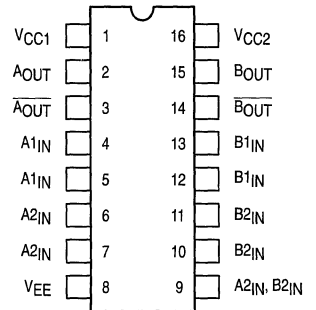 VCC1 1 16 VCC2
AOUT 2 15 BOUT
AOUT 3 14 BOUT
A1IN 4 13 B1IN
A1IN 5 12 B1IN
A2IN 6 11 B2IN
A2IN 7 10 B2IN
VEE 8 9 A2IN, B2IN